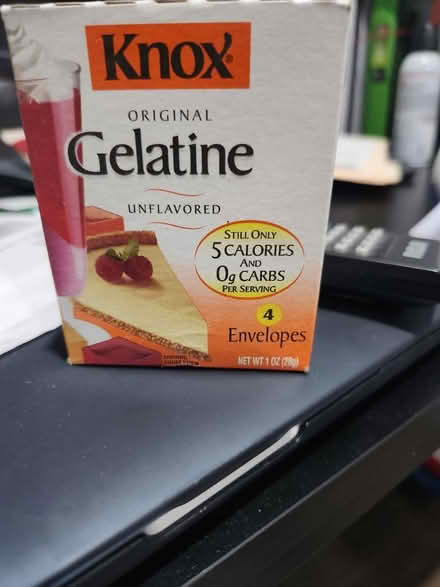 Knox®
ORIGINAL
Gelatine
UNFLAVORED
STILL ONLY
5 CALORIES
AND
0g CARBS
PER SERVING
4
Envelopes
NET WT 1 OZ (28g)